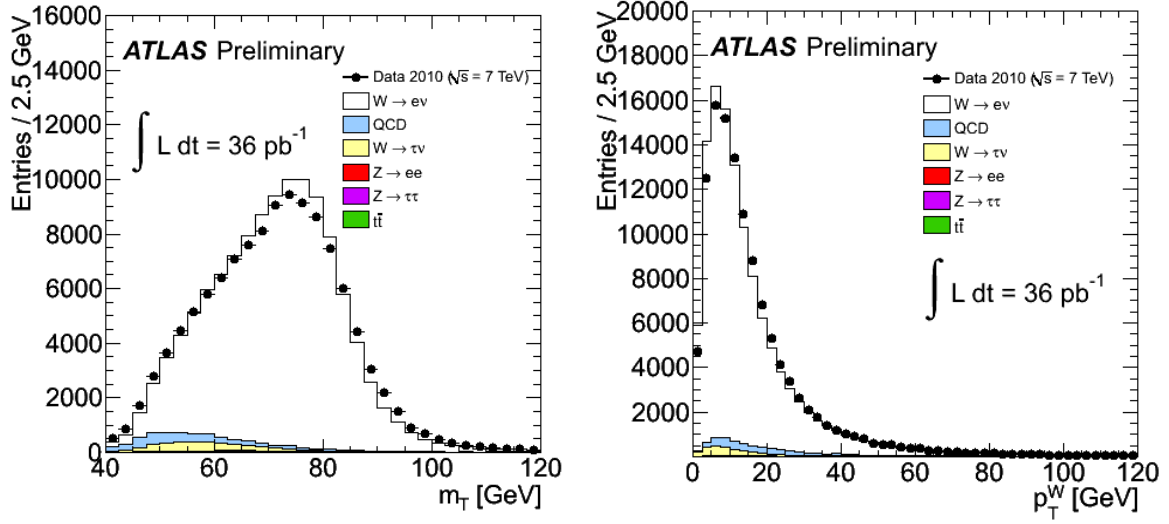 Entries / 2.5 GeV
16000
14000
12000
10000
8000
6000
4000
2000
0
ATLAS Preliminary
Data 2010 (√s = 7 TeV)
W → eν
QCD
W → τν
Z → ee
Z → ττ
tt̄
∫ L dt = 36 pb⁻¹
40 60 80 100 120
m_T [GeV]
Entries / 2.5 GeV
20000
18000
16000
14000
12000
10000
8000
6000
4000
2000
ATLAS Preliminary
Data 2010 (√s = 7 TeV)
W → eν
QCD
W → τν
Z → ee
Z → ττ
tt̄
∫ L dt = 36 pb⁻¹
0 20 40 60 80 100 120
p_T^W [GeV]